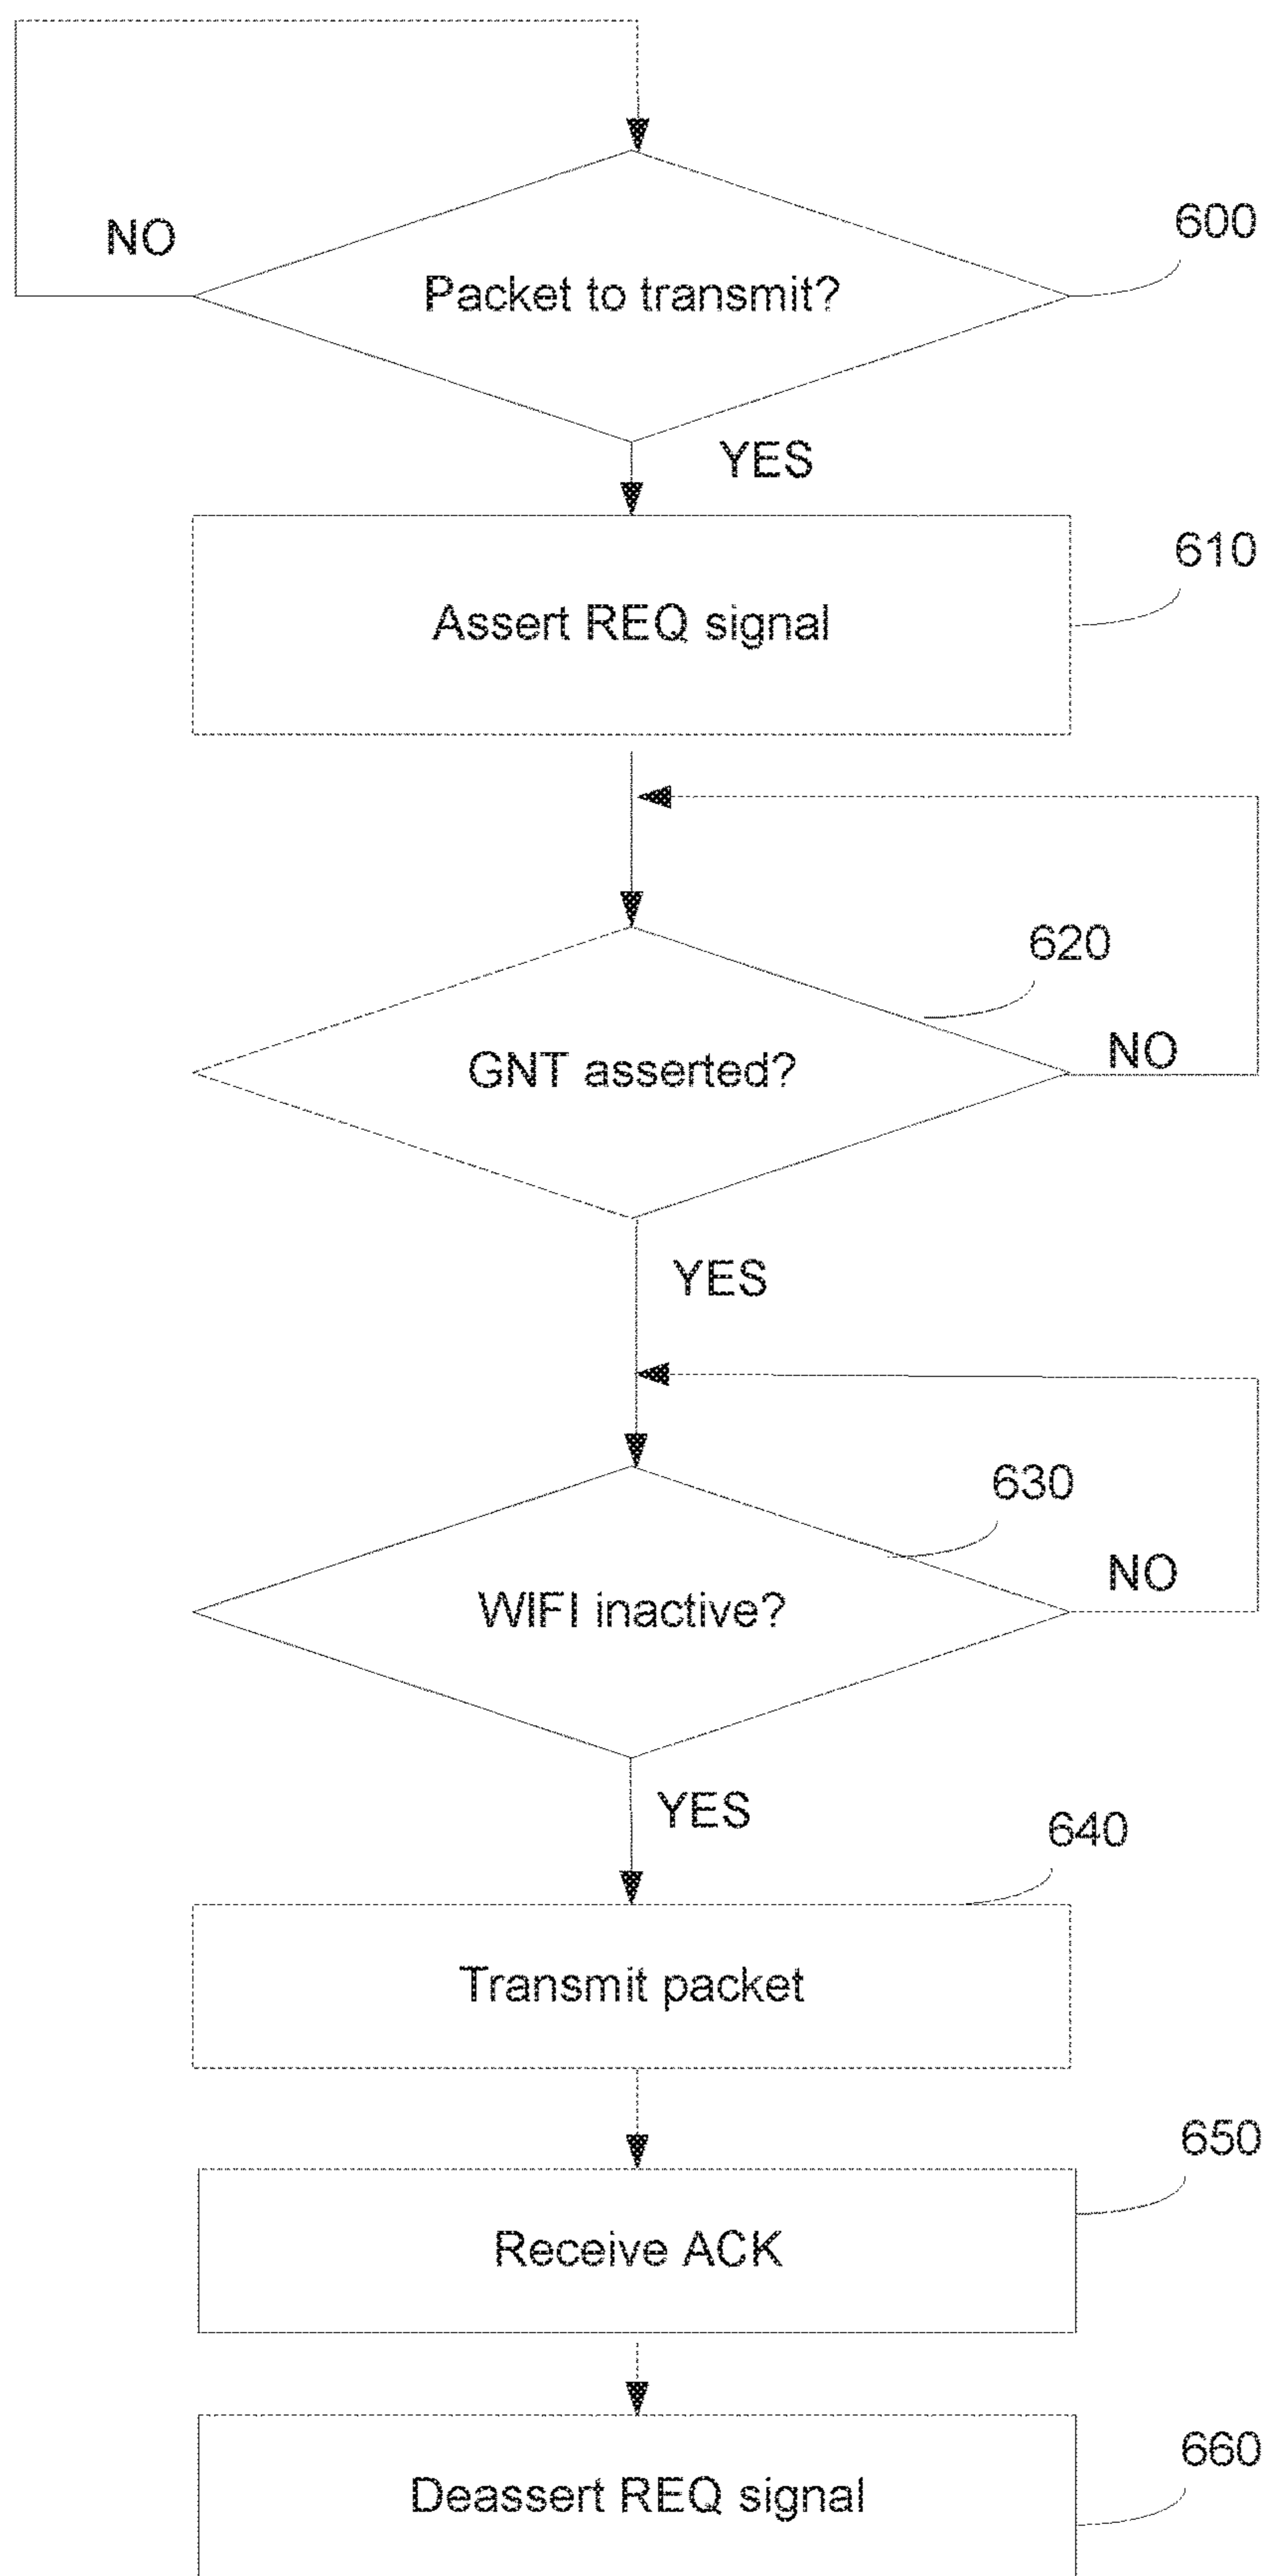 600
NO
Packet to transmit?
YES
610
Assert REQ signal
620
NO
GNT asserted?
YES
630
NO
WIFI inactive?
YES
640
Transmit packet
650
Receive ACK
660
Deassert REQ signal